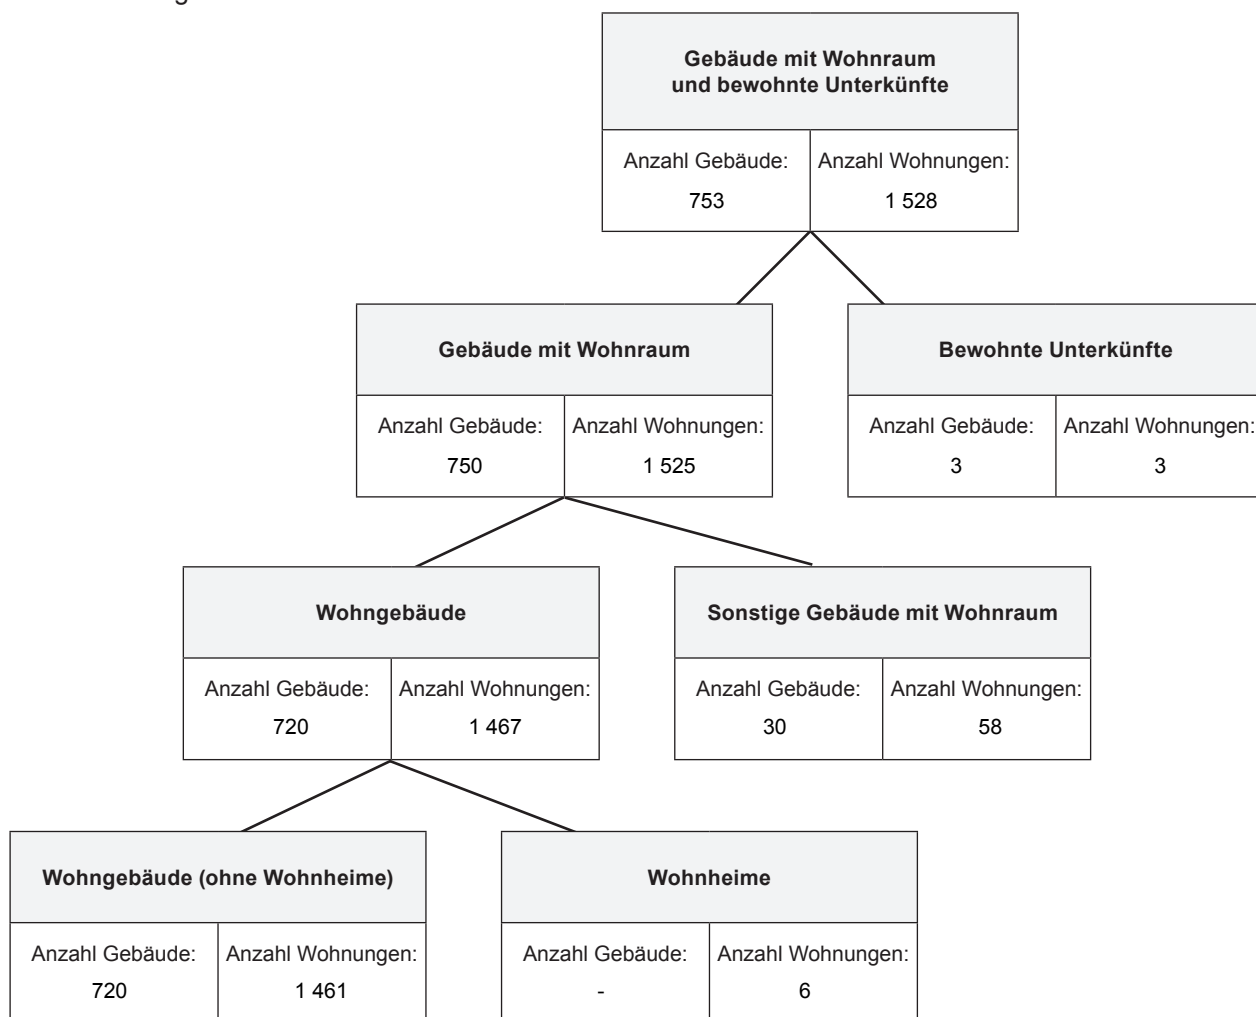 Gebäude mit Wohnraum
und bewohnte Unterkünfte
Anzahl Gebäude: Anzahl Wohnungen:
753 1 528
Gebäude mit Wohnraum Bewohnte Unterkünfte
Anzahl Gebäude: Anzahl Wohnungen: Anzahl Gebäude: Anzahl Wohnungen:
750 1 525 3 3
Wohngebäude Sonstige Gebäude mit Wohnraum
Anzahl Gebäude: Anzahl Wohnungen: Anzahl Gebäude: Anzahl Wohnungen:
720 1 467 30 58
Wohngebäude (ohne Wohnheime) Wohnheime
Anzahl Gebäude: Anzahl Wohnungen: Anzahl Gebäude: Anzahl Wohnungen:
720 1 461 - 6